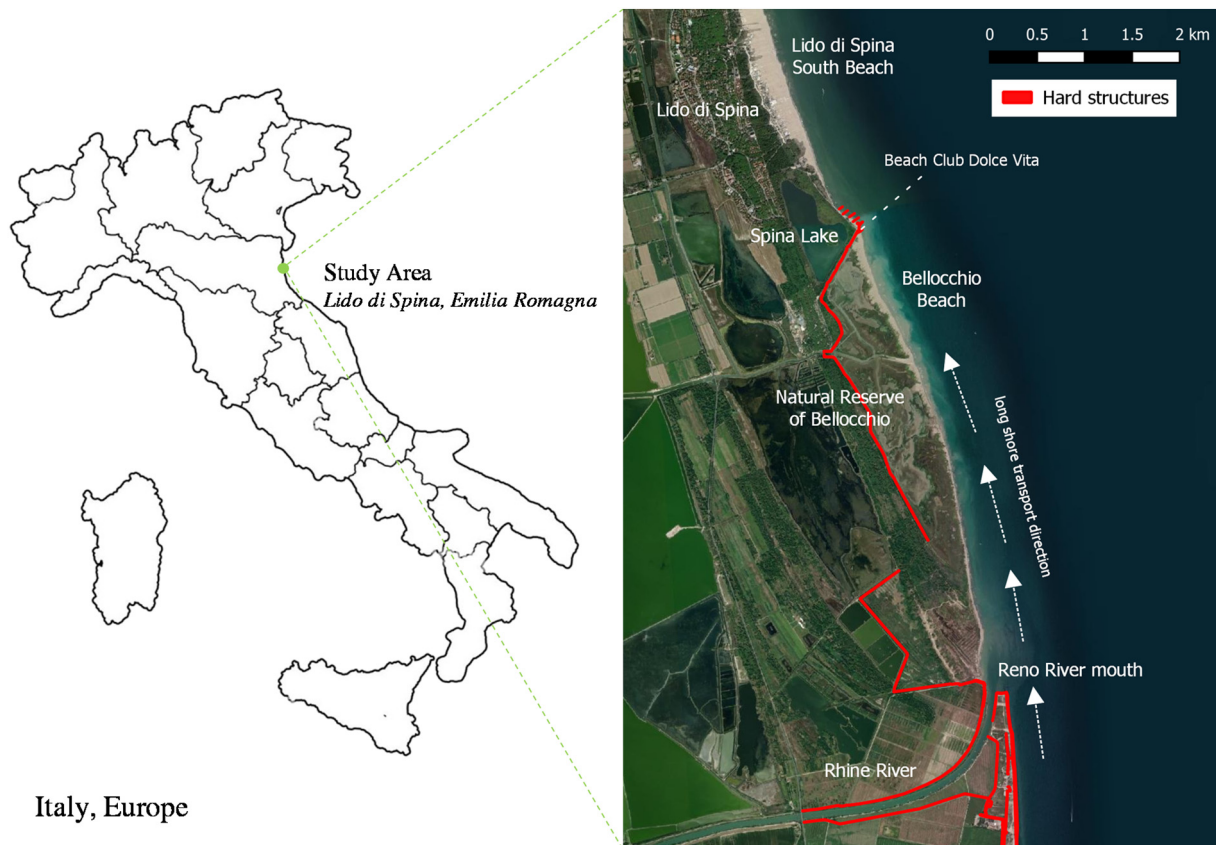 Study Area
Lido di Spina, Emilia Romagna
Italy, Europe
0 0.5 1 1.5 2 km
Hard structures
Lido di Spina
South Beach
Lido di Spina
Beach Club Dolce Vita
Spina Lake
Bellocchio
Beach
Natural Reserve
of Bellocchio
long shore transport direction
Reno River mouth
Rhine River